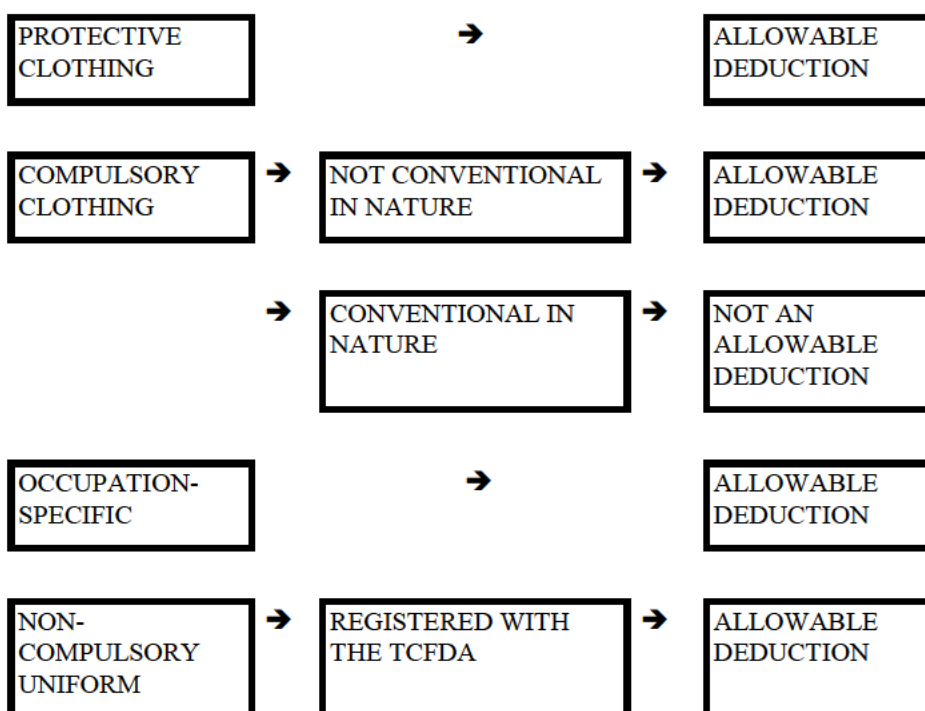 PROTECTIVE
CLOTHING
➔
ALLOWABLE
DEDUCTION
COMPULSORY
CLOTHING
➔
NOT CONVENTIONAL
IN NATURE
➔
ALLOWABLE
DEDUCTION
➔
CONVENTIONAL IN
NATURE
➔
NOT AN
ALLOWABLE
DEDUCTION
OCCUPATION-
SPECIFIC
➔
ALLOWABLE
DEDUCTION
NON-
COMPULSORY
UNIFORM
➔
REGISTERED WITH
THE TCFDA
➔
ALLOWABLE
DEDUCTION